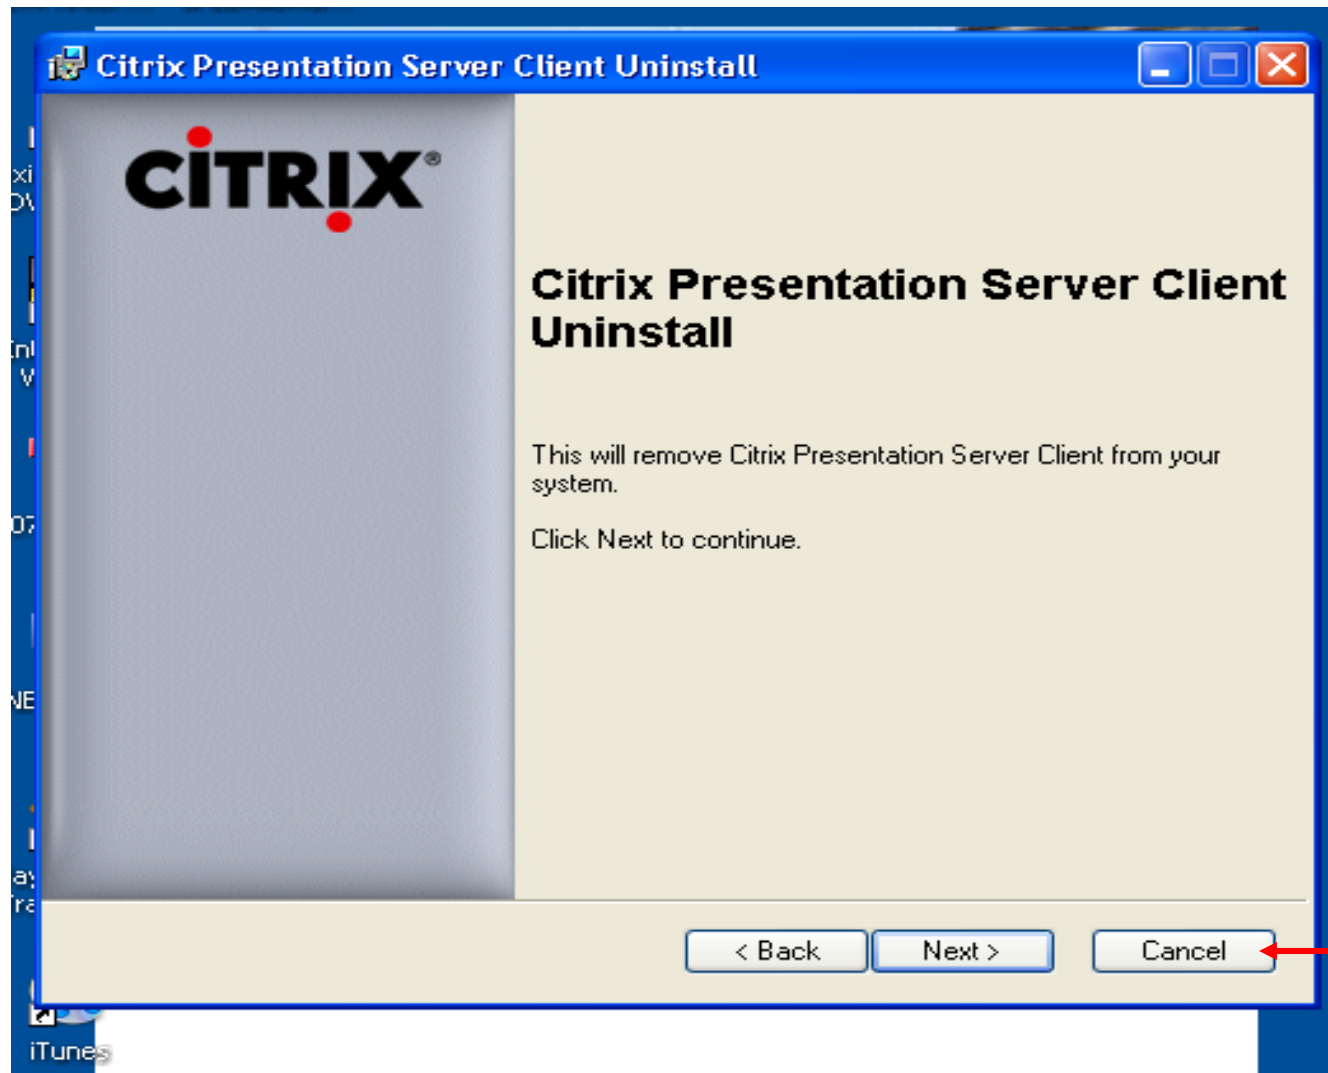 Citrix Presentation Server Client Uninstall
CiTRIX®
Citrix Presentation Server Client
Uninstall
This will remove Citrix Presentation Server Client from your
system.
Click Next to continue.
< Back
Next >
Cancel
iTunes